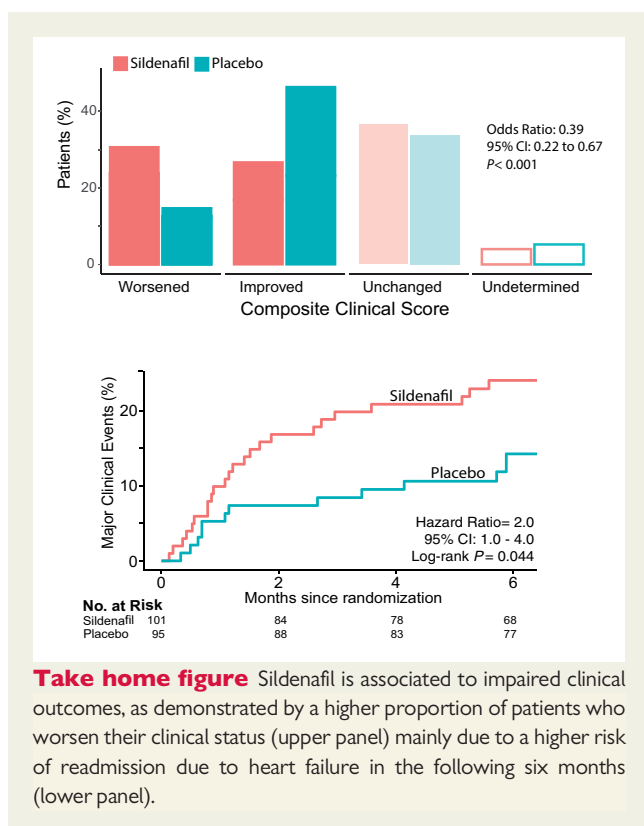 Sildenafil Placebo
Patients (%)
40
20
0
Odds Ratio: 0.39
95% CI: 0.22 to 0.67
P< 0.001
Worsened Improved Unchanged Undetermined
Composite Clinical Score
Major Clinical Events (%)
20
10
0
Sildenafil
Placebo
Hazard Ratio= 2.0
95% CI: 1.0 - 4.0
Log-rank P= 0.044
0 2 4 6
Months since randomization
No. at Risk
Sildenafil 101 84 78 68
Placebo 95 88 83 77
Take home figure Sildenafil is associated to impaired clinical
outcomes, as demonstrated by a higher proportion of patients who
worsen their clinical status (upper panel) mainly due to a higher risk
of readmission due to heart failure in the following six months
(lower panel).